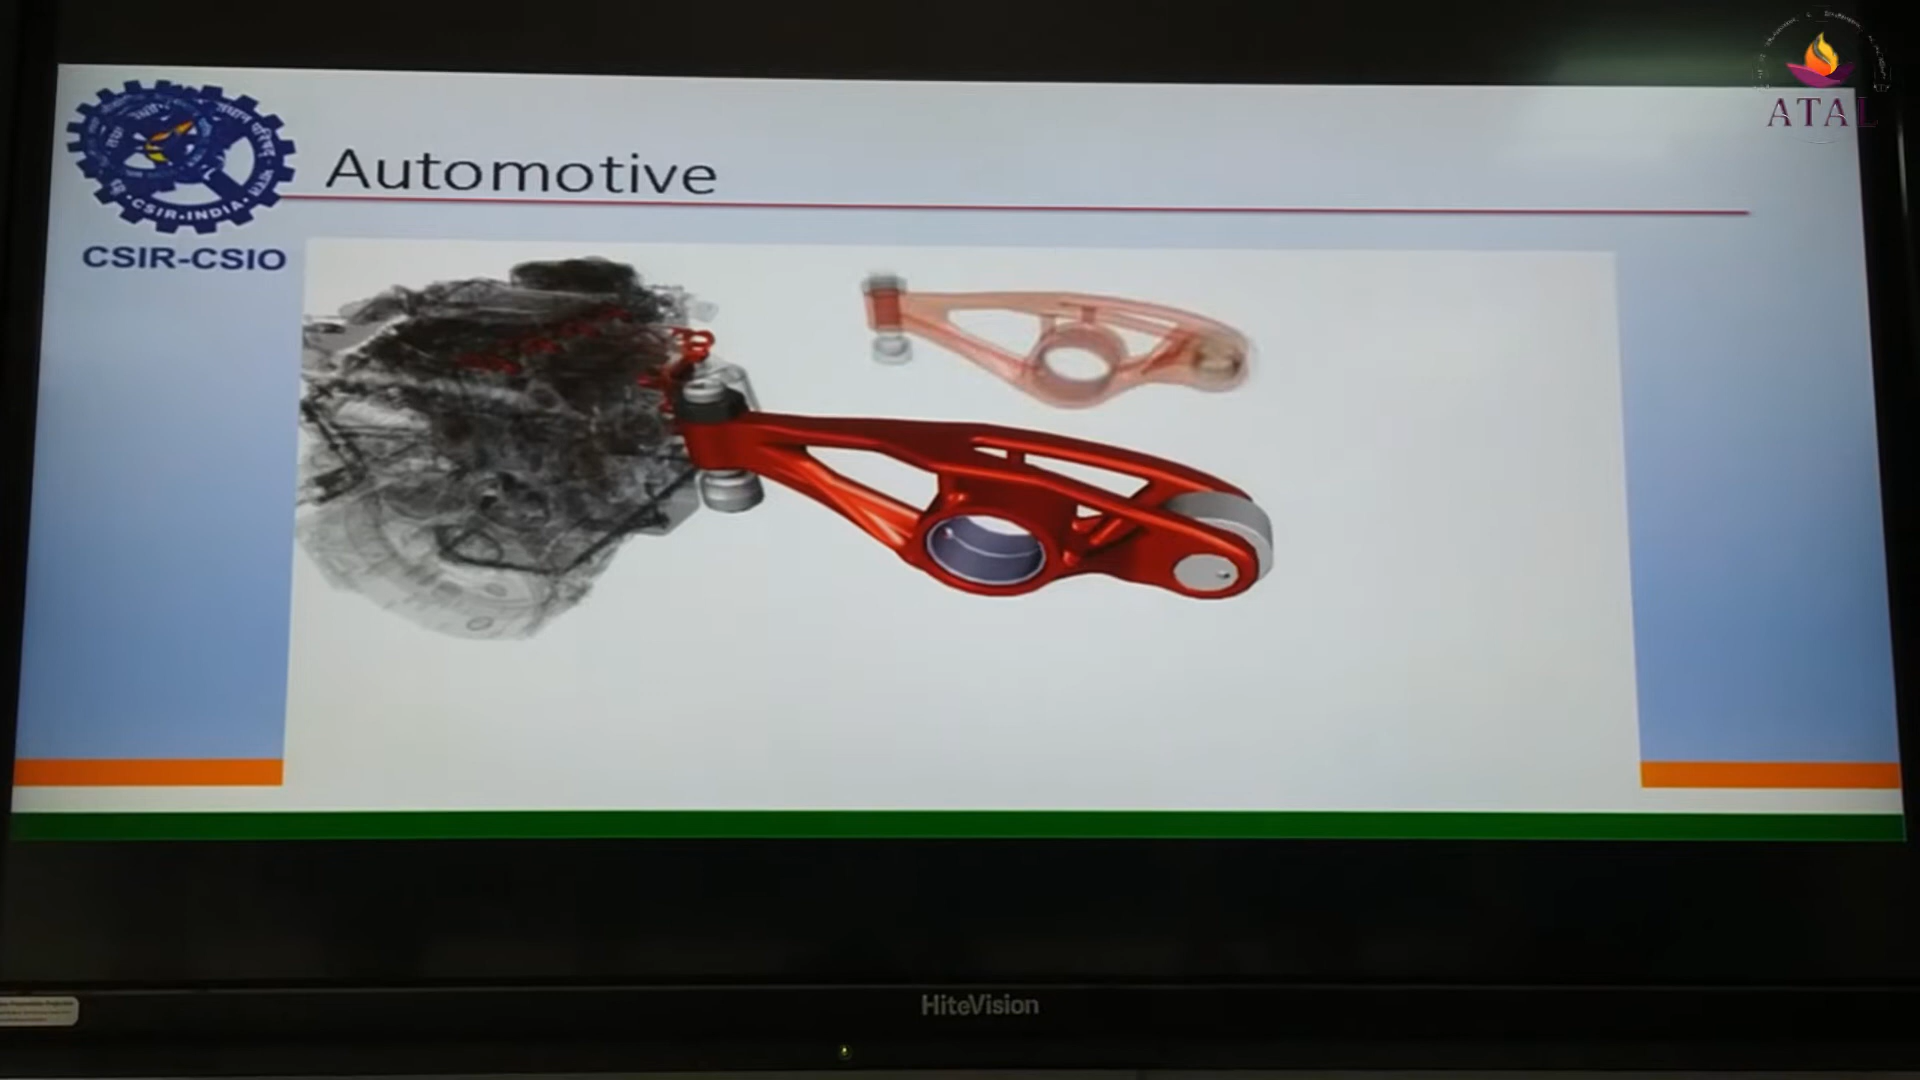 ATAL
Automotive
CSIR-INDIA
CSIR-CSIO
HiteVision